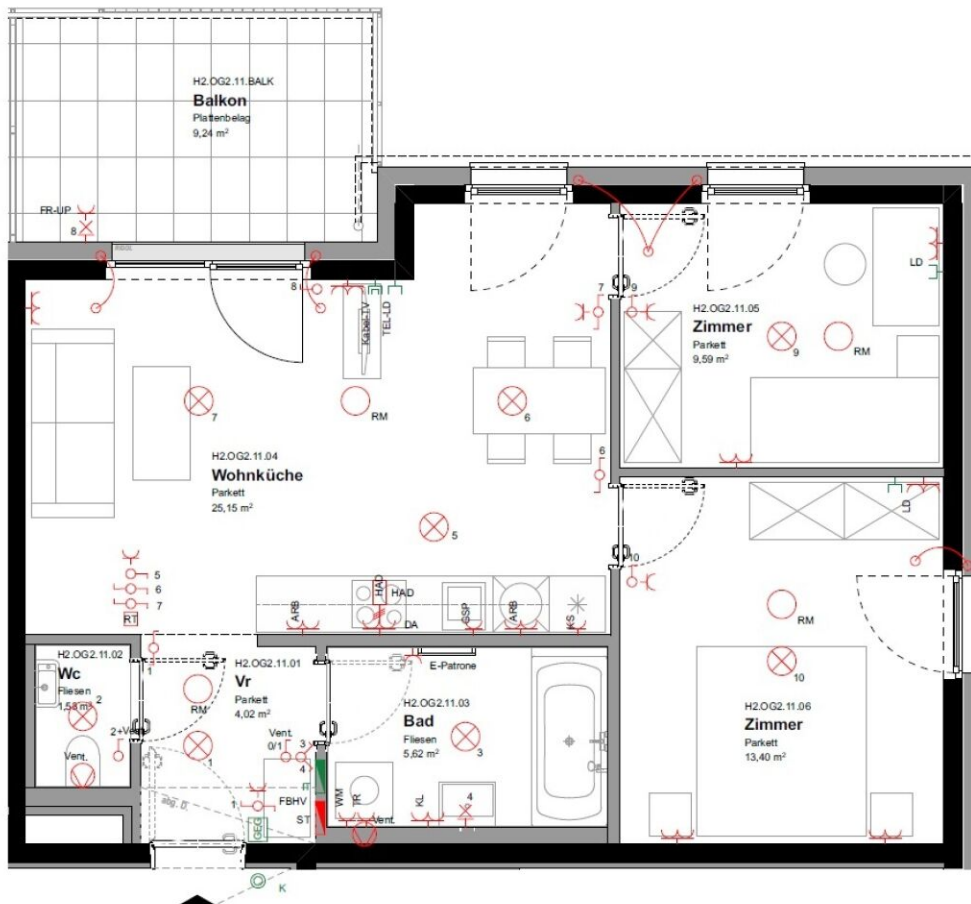 H2.OG2.11.BALK
Balkon
Plattenbelag
9,24 m²
FR-UP
8
RIGOL
8
Kabel-TV
TEL-LD
7
9
LD
H2.OG2.11.05
Zimmer
Parkett
9,59 m²
9
RM
7
RM
6
H2.OG2.11.04
Wohnküche
Parkett
25,15 m²
6
5
LD
10
5
6
7
RT
ARB
HAD
HAD
DA
GSP
ARB
KS
RM
10
H2.OG2.11.06
Zimmer
Parkett
13,40 m²
H2.OG2.11.02
Wc
Fliesen
1,53 m²
2
2+Vent.
Vent.
1
H2.OG2.11.01
Vr
Parkett
4,02 m²
RM
1
Vent.
0/1
3
4
E-Patrone
H2.OG2.11.03
Bad
Fliesen
5,62 m²
3
abg. D.
1
FBHV
ST
GEG
IT
WM
TR
Vent.
KL
4
K